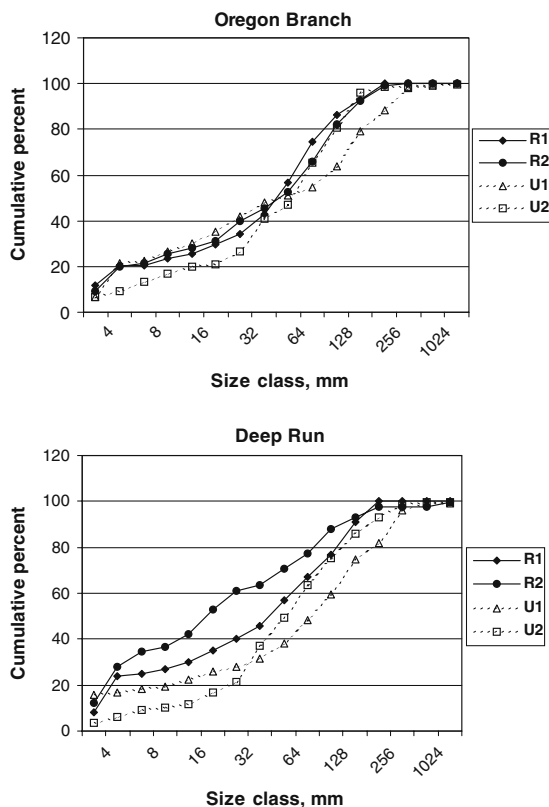 Oregon Branch
120
100
80
60
40
20
0
Cumulative percent
4
8
16
32
64
128
256
1024
Size class, mm
R1
R2
U1
U2
Deep Run
120
100
80
60
40
20
0
Cumulative percent
4
8
16
32
64
128
256
1024
Size class, mm
R1
R2
U1
U2